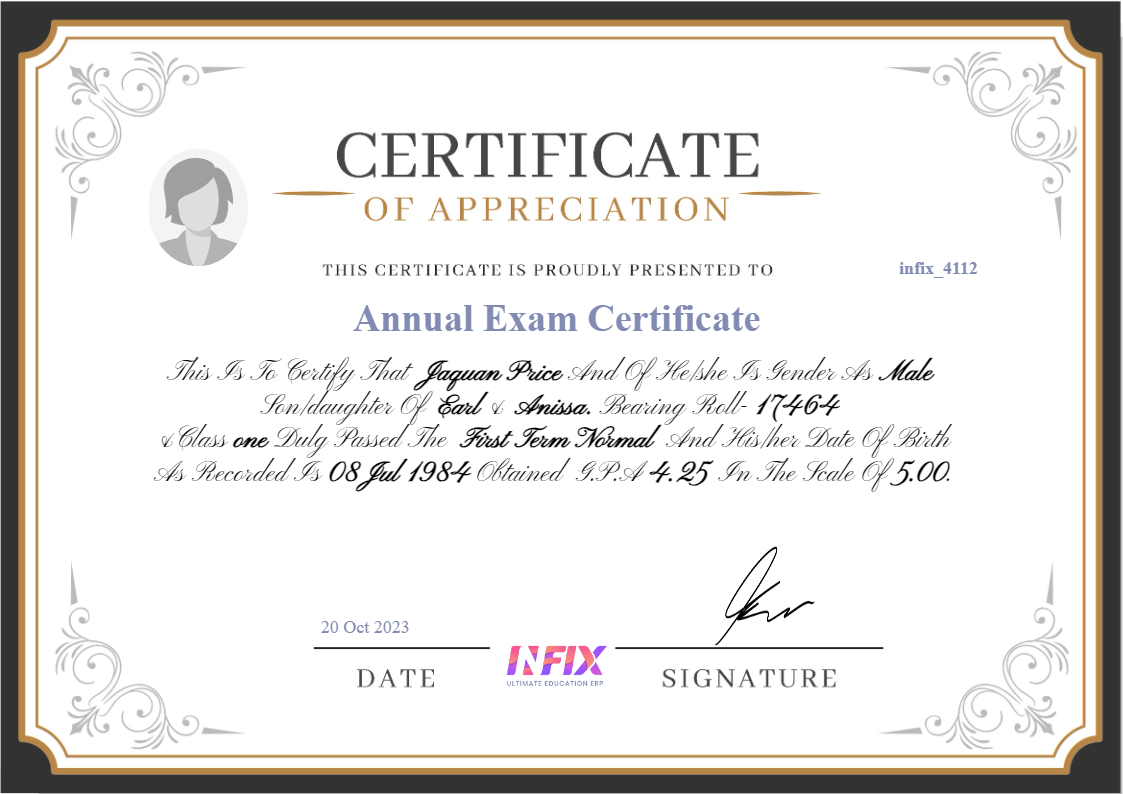 CERTIFICATE
OF APPRECIATION
THIS CERTIFICATE IS PROUDLY PRESENTED TO
infix_4112
Annual Exam Certificate
This Is To Certify That Jaquan Price And Of He/she Is Gender As Male
Son/daughter Of Earl & Anissa. Bearing Roll- 17464
& Class one Dulg Passed The First Term Normal And His/her Date Of Birth
As Recorded Is 08 Jul 1984 Obtained G.P.A 4.25 In The Scale Of 5.00.
20 Oct 2023
DATE
INFIX
ULTIMATE EDUCATION ERP
SIGNATURE